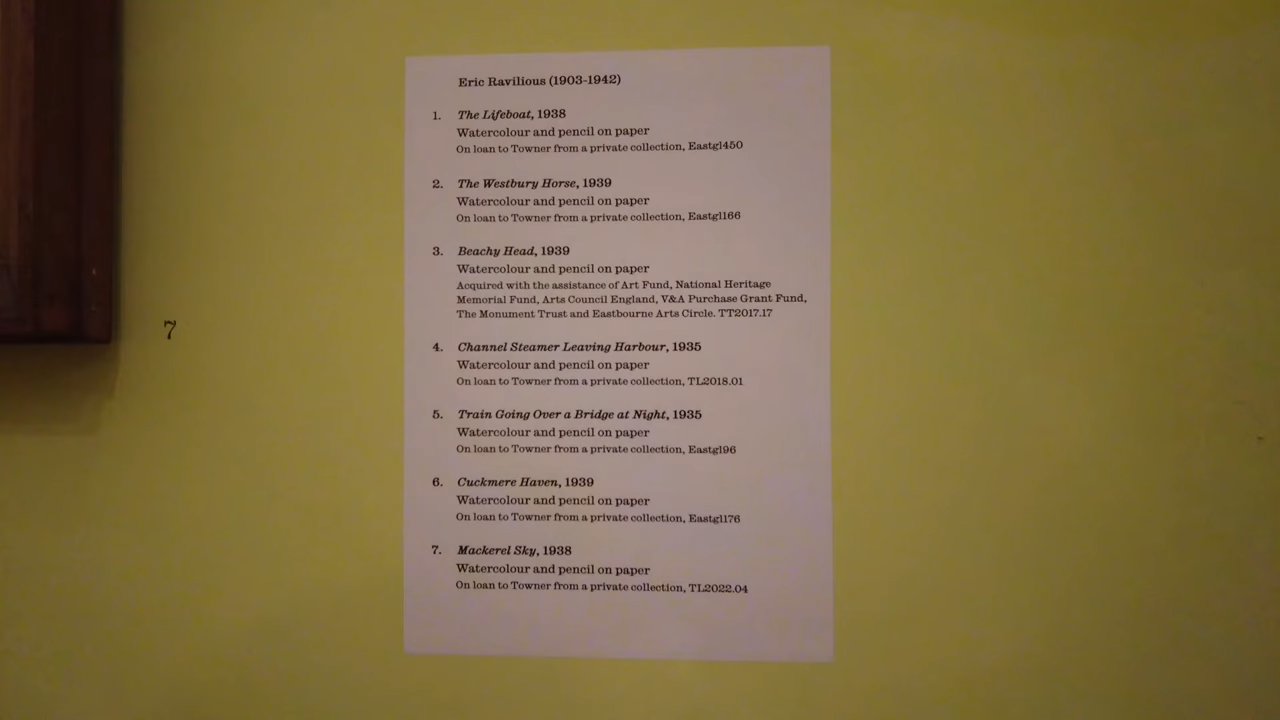 Eric Ravilious (1903-1942)
1. The Lifeboat, 1938
Watercolour and pencil on paper
On loan to Towner from a private collection, Eastgl450
2. The Westbury Horse, 1939
Watercolour and pencil on paper
On loan to Towner from a private collection, Eastgl166
3. Beachy Head, 1939
Watercolour and pencil on paper
Acquired with the assistance of Art Fund, National Heritage
Memorial Fund, Arts Council England, V&A Purchase Grant Fund,
The Monument Trust and Eastbourne Arts Circle. TT2017.17
4. Channel Steamer Leaving Harbour, 1935
Watercolour and pencil on paper
On loan to Towner from a private collection, TL2018.01
5. Train Going Over a Bridge at Night, 1935
Watercolour and pencil on paper
On loan to Towner from a private collection, Eastgl96
6. Cuckmere Haven, 1939
Watercolour and pencil on paper
On loan to Towner from a private collection, Eastgl176
7. Mackerel Sky, 1938
Watercolour and pencil on paper
On loan to Towner from a private collection, TL2022.04
7